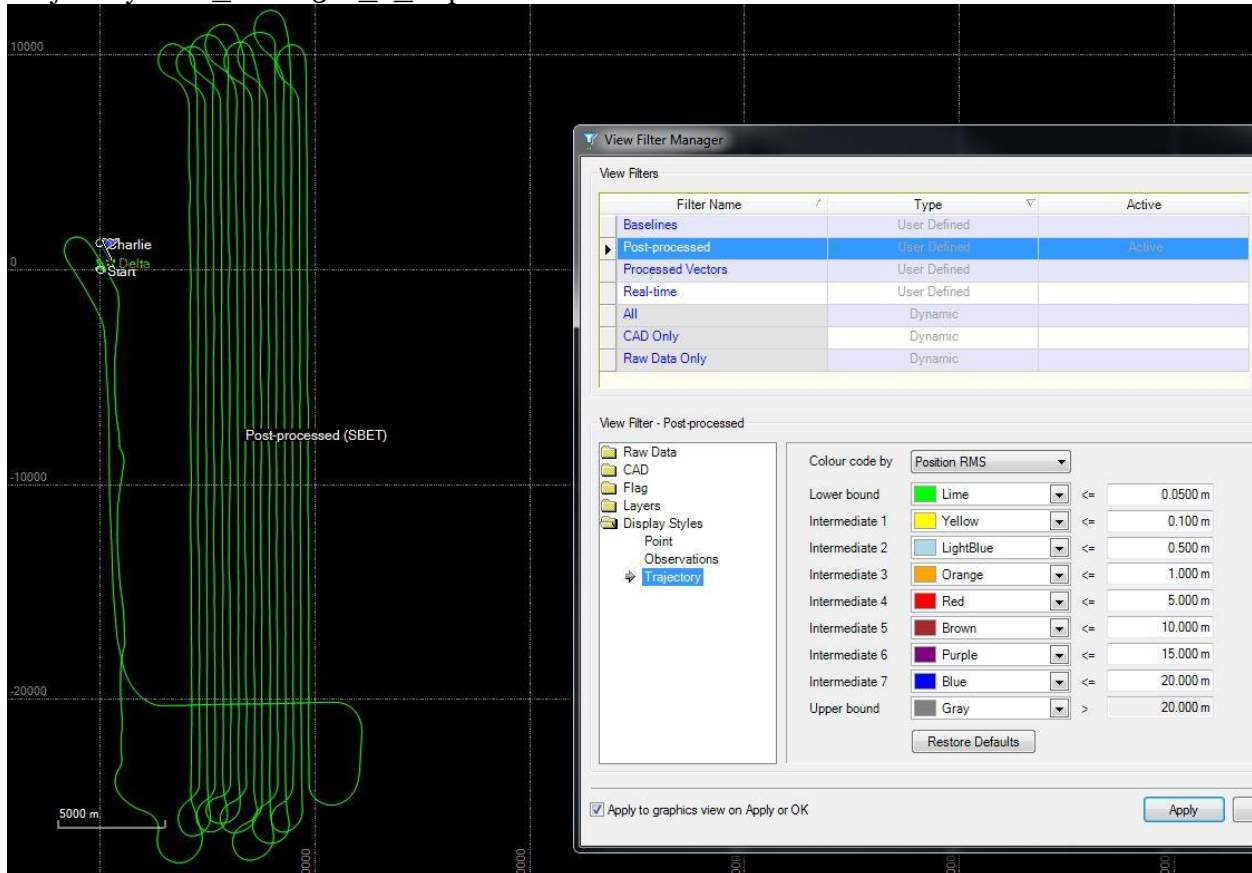 10000
Charlie
0
Delta
Start
Post-processed (SBET)
-10000
-20000
5000 m
View Filter Manager
View Filters
Filter Name Type Active
Baselines User Defined
Post-processed User Defined Active
Processed Vectors User Defined
Real-time User Defined
All Dynamic
CAD Only Dynamic
Raw Data Only Dynamic
View Filter - Post-processed
Raw Data
CAD
Flag
Layers
Display Styles
Point
Observations
Trajectory
Colour code by Position RMS
Lower bound Lime <= 0.0500 m
Intermediate 1 Yellow <= 0.100 m
Intermediate 2 LightBlue <= 0.500 m
Intermediate 3 Orange <= 1.000 m
Intermediate 4 Red <= 5.000 m
Intermediate 5 Brown <= 10.000 m
Intermediate 6 Purple <= 15.000 m
Intermediate 7 Blue <= 20.000 m
Upper bound Gray > 20.000 m
Restore Defaults
Apply to graphics view on Apply or OK
Apply